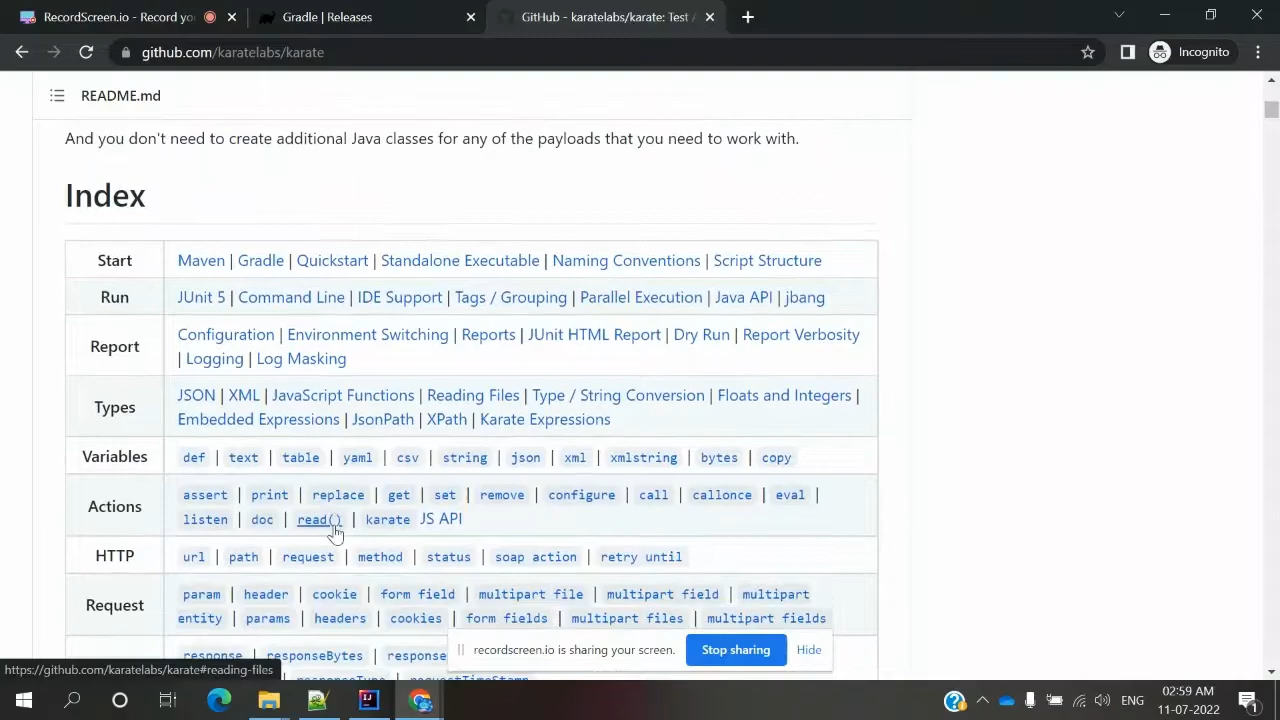 RecordScreen.io - Record yo
Gradle | Releases
GitHub - karatelabs/karate: Test A
github.com/karatelabs/karate
Incognito
README.md
And you don't need to create additional Java classes for any of the payloads that you need to work with.
Index
Start
Maven | Gradle | Quickstart | Standalone Executable | Naming Conventions | Script Structure
Run
JUnit 5 | Command Line | IDE Support | Tags / Grouping | Parallel Execution | Java API | jbang
Report
Configuration | Environment Switching | Reports | JUnit HTML Report | Dry Run | Report Verbosity
| Logging | Log Masking
Types
JSON | XML | JavaScript Functions | Reading Files | Type / String Conversion | Floats and Integers |
Embedded Expressions | JsonPath | XPath | Karate Expressions
Variables
def | text | table | yaml | csv | string | json | xml | xmlstring | bytes | copy
Actions
assert | print | replace | get | set | remove | configure | call | callonce | eval |
listen | doc | read() | karate JS API
HTTP
url | path | request | method | status | soap action | retry until
Request
param | header | cookie | form field | multipart file | multipart field | multipart
entity | params | headers | cookies | form fields | multipart files | multipart fields
response | responseBytes | response
recordscreen.io is sharing your screen.
Stop sharing
Hide
https://github.com/karatelabs/karate#reading-files
responseType | requestTimeStamp
ENG
02:59 AM
11-07-2022
1